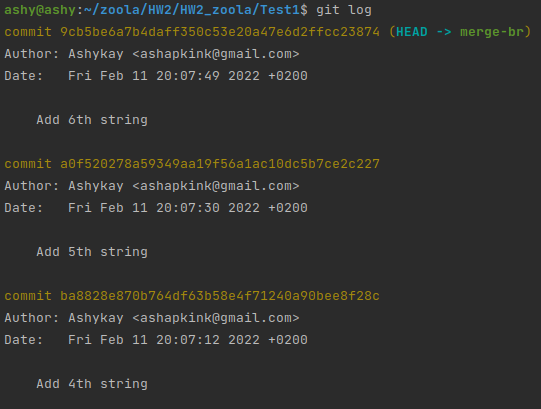 ashy@ashy:~/zoola/HW2/HW2_zoola/Test1$ git log
commit 9cb5be6a7b4daff350c53e20a47e6d2ffcc23874 (HEAD -> merge-br)
Author: Ashykay <ashapkink@gmail.com>
Date:   Fri Feb 11 20:07:49 2022 +0200
    Add 6th string
commit a0f520278a59349aa19f56a1ac10dc5b7ce2c227
Author: Ashykay <ashapkink@gmail.com>
Date:   Fri Feb 11 20:07:30 2022 +0200
    Add 5th string
commit ba8828e870b764df63b58e4f71240a90bee8f28c
Author: Ashykay <ashapkink@gmail.com>
Date:   Fri Feb 11 20:07:12 2022 +0200
    Add 4th string